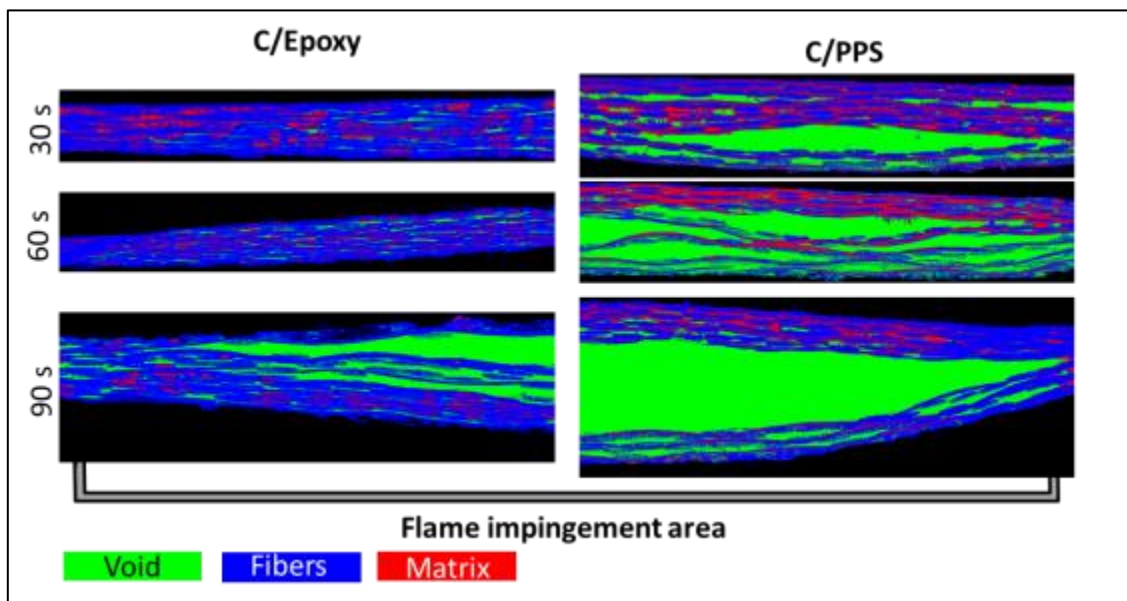 C/Epoxy
C/PPS
30 s
60 s
90 s
Flame impingement area
Void
Fibers
Matrix